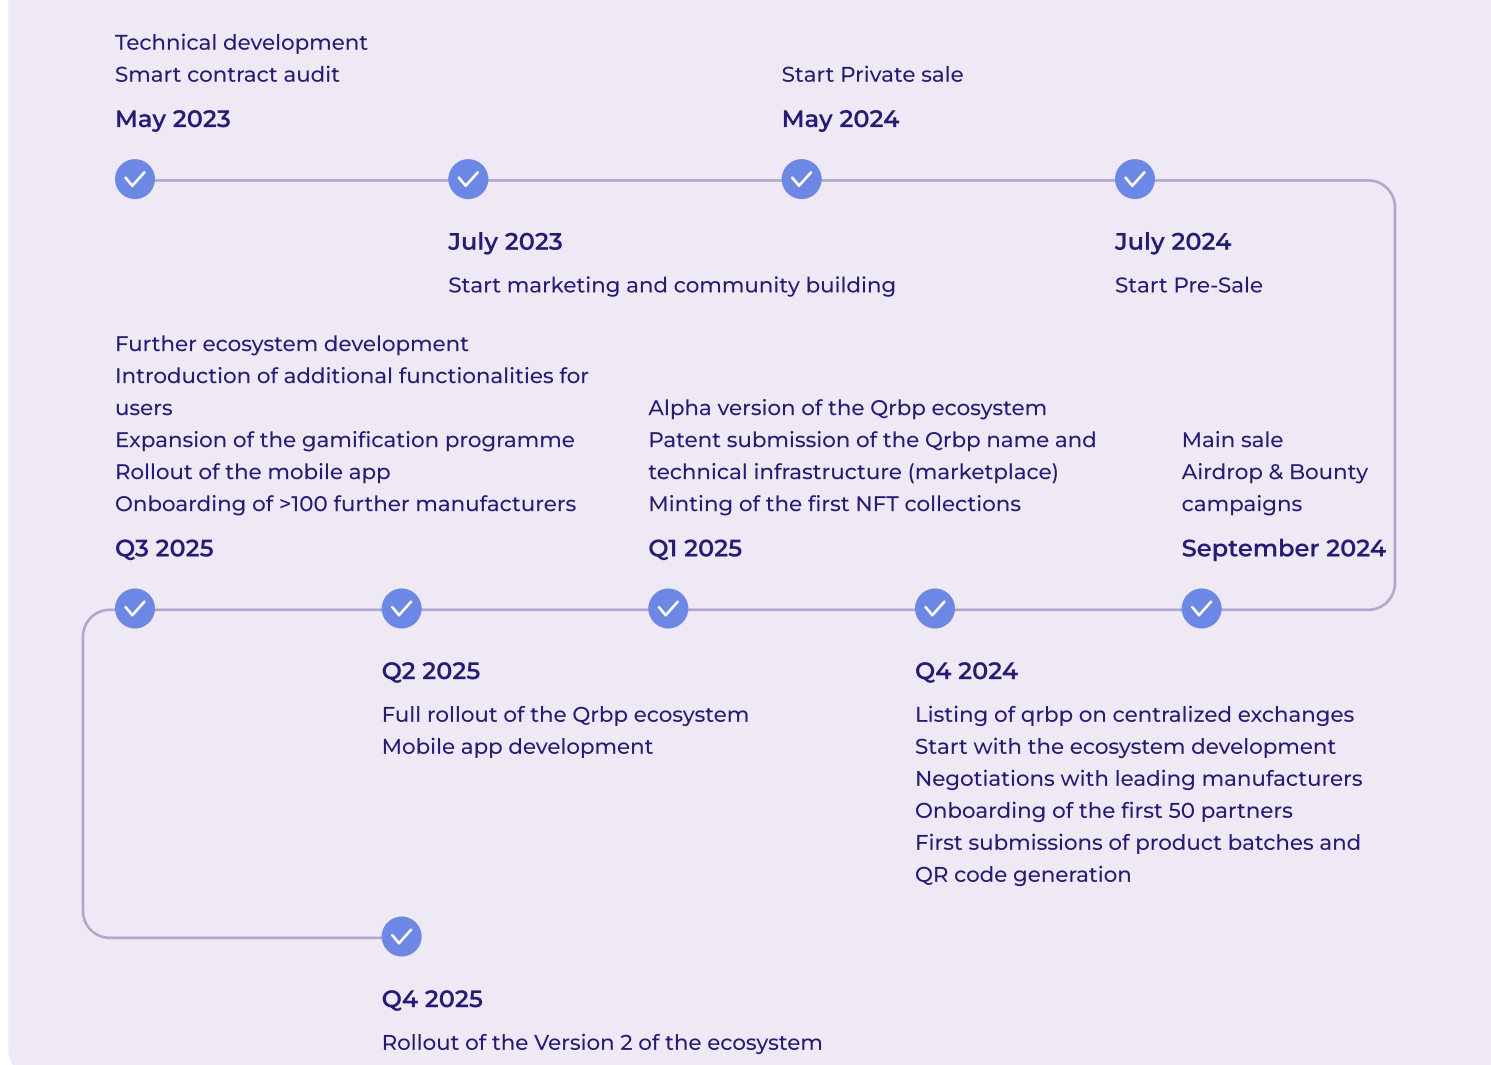 Technical development
Smart contract audit
May 2023
July 2023
Start marketing and community building
Start Private sale
May 2024
July 2024
Start Pre-Sale
Main sale
Airdrop & Bounty
campaigns
September 2024
Q4 2024
Listing of qrbp on centralized exchanges
Start with the ecosystem development
Negotiations with leading manufacturers
Onboarding of the first 50 partners
First submissions of product batches and
QR code generation
Alpha version of the Qrbp ecosystem
Patent submission of the Qrbp name and
technical infrastructure (marketplace)
Minting of the first NFT collections
Q1 2025
Q2 2025
Full rollout of the Qrbp ecosystem
Mobile app development
Further ecosystem development
Introduction of additional functionalities for
users
Expansion of the gamification programme
Rollout of the mobile app
Onboarding of >100 further manufacturers
Q3 2025
Q4 2025
Rollout of the Version 2 of the ecosystem